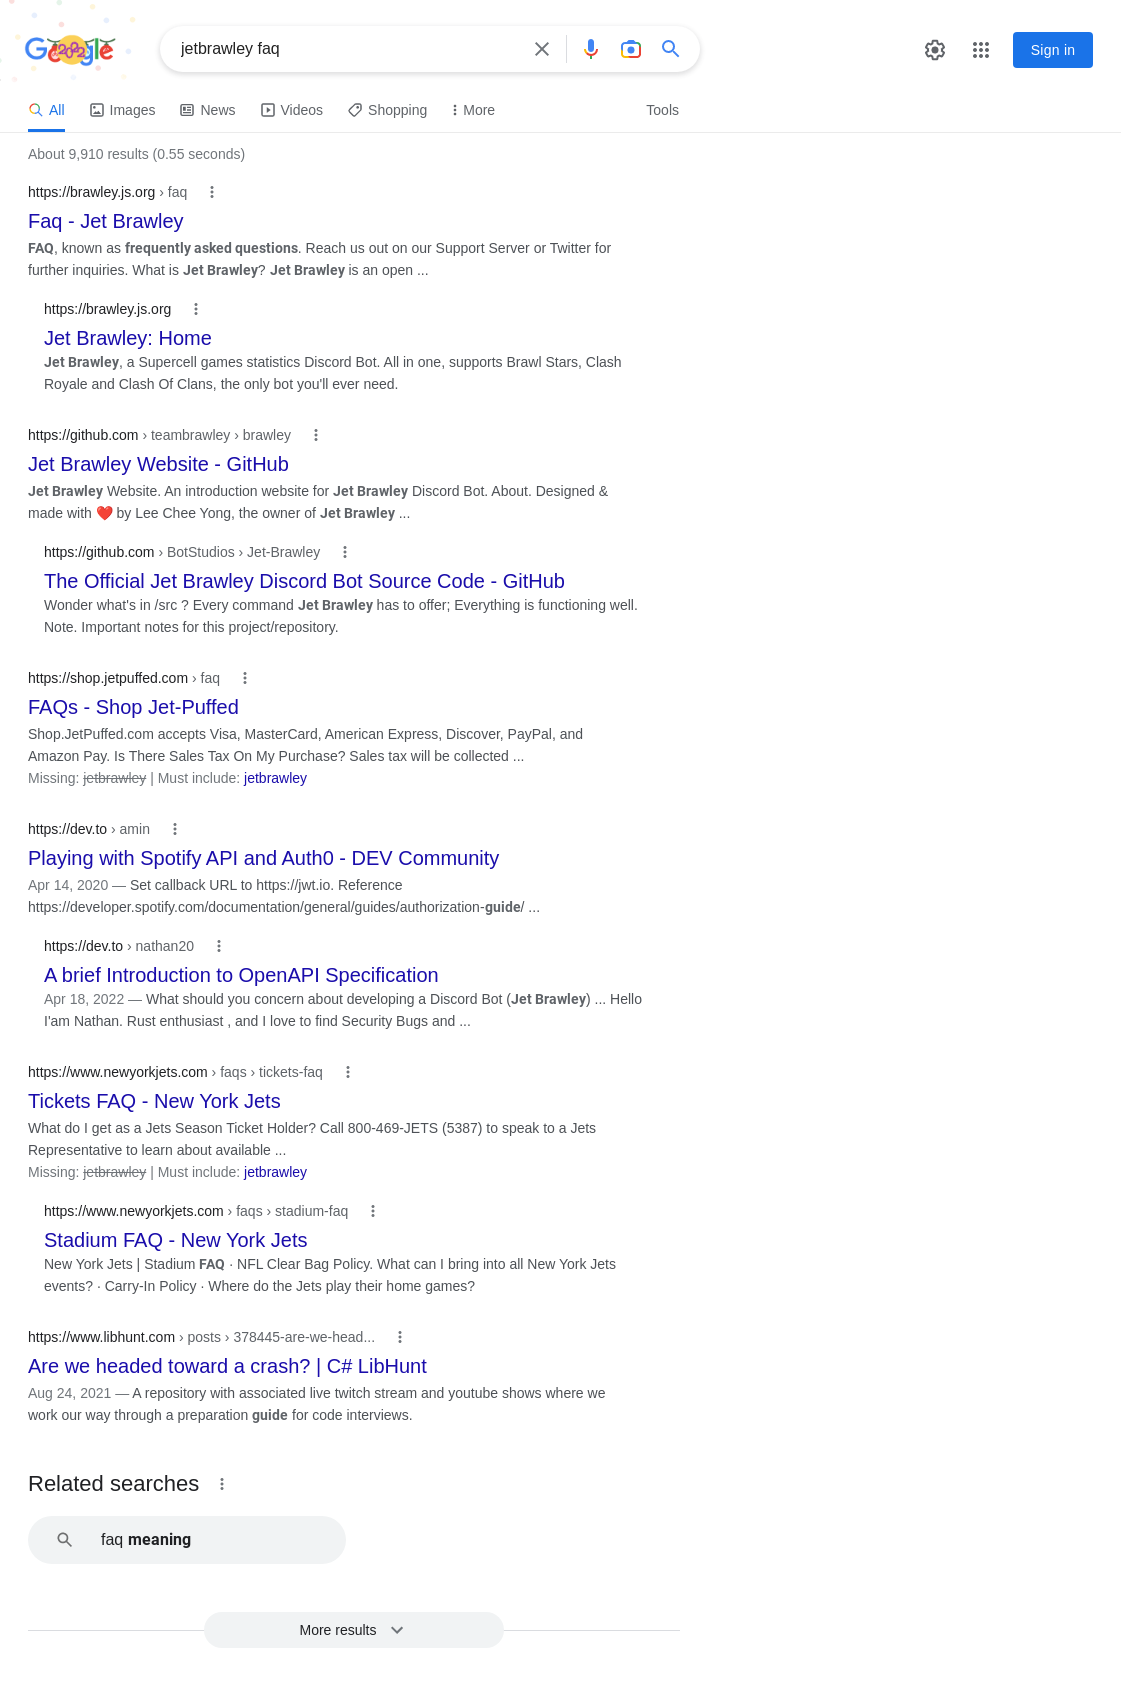 Google
jetbrawley faq
Sign in
All Images News Videos Shopping More Tools
About 9,910 results (0.55 seconds)
https://brawley.js.org › faq
Faq - Jet Brawley
FAQ, known as frequently asked questions. Reach us out on our Support Server or Twitter for
further inquiries. What is Jet Brawley? Jet Brawley is an open ...
https://brawley.js.org
Jet Brawley: Home
Jet Brawley, a Supercell games statistics Discord Bot. All in one, supports Brawl Stars, Clash
Royale and Clash Of Clans, the only bot you'll ever need.
https://github.com › teambrawley › brawley
Jet Brawley Website - GitHub
Jet Brawley Website. An introduction website for Jet Brawley Discord Bot. About. Designed &
made with ❤️ by Lee Chee Yong, the owner of Jet Brawley ...
https://github.com › BotStudios › Jet-Brawley
The Official Jet Brawley Discord Bot Source Code - GitHub
Wonder what's in /src ? Every command Jet Brawley has to offer; Everything is functioning well.
Note. Important notes for this project/repository.
https://shop.jetpuffed.com › faq
FAQs - Shop Jet-Puffed
Shop.JetPuffed.com accepts Visa, MasterCard, American Express, Discover, PayPal, and
Amazon Pay. Is There Sales Tax On My Purchase? Sales tax will be collected ...
Missing: jetbrawley | Must include: jetbrawley
https://dev.to › amin
Playing with Spotify API and Auth0 - DEV Community
Apr 14, 2020 — Set callback URL to https://jwt.io. Reference
https://developer.spotify.com/documentation/general/guides/authorization-guide/ ...
https://dev.to › nathan20
A brief Introduction to OpenAPI Specification
Apr 18, 2022 — What should you concern about developing a Discord Bot (Jet Brawley) ... Hello
I'am Nathan. Rust enthusiast , and I love to find Security Bugs and ...
https://www.newyorkjets.com › faqs › tickets-faq
Tickets FAQ - New York Jets
What do I get as a Jets Season Ticket Holder? Call 800-469-JETS (5387) to speak to a Jets
Representative to learn about available ...
Missing: jetbrawley | Must include: jetbrawley
https://www.newyorkjets.com › faqs › stadium-faq
Stadium FAQ - New York Jets
New York Jets | Stadium FAQ · NFL Clear Bag Policy. What can I bring into all New York Jets
events? · Carry-In Policy · Where do the Jets play their home games?
https://www.libhunt.com › posts › 378445-are-we-head...
Are we headed toward a crash? | C# LibHunt
Aug 24, 2021 — A repository with associated live twitch stream and youtube shows where we
work our way through a preparation guide for code interviews.
Related searches
faq meaning
More results